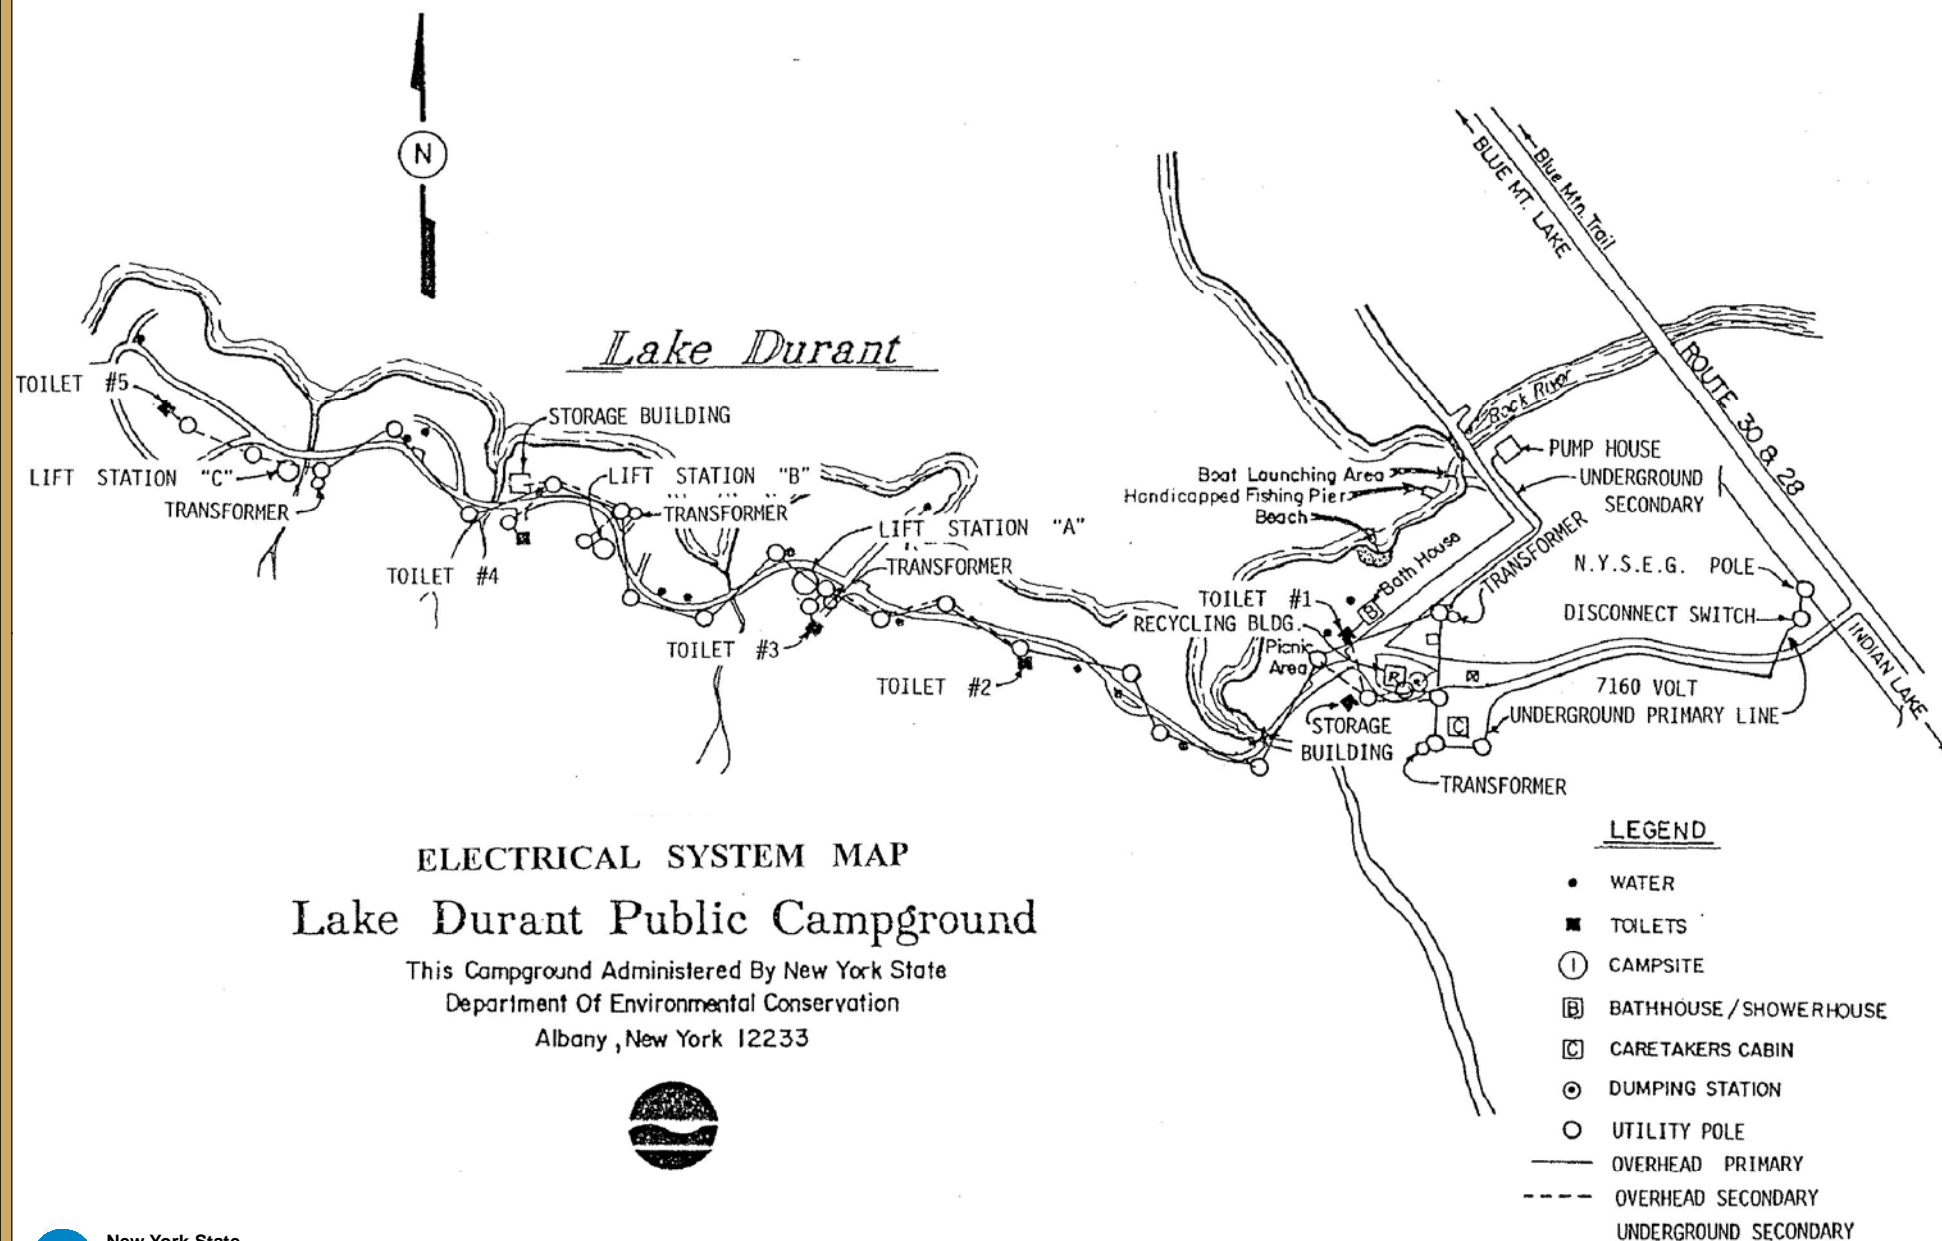 N
BLUE MT. LAKE
Blue Mtn. Trail
Lake Durant
ROUTE 30 & 28
Rock River
TOILET #5
STORAGE BUILDING
PUMP HOUSE
LIFT STATION "C"
LIFT STATION "B"
Boat Launching Area
UNDERGROUND
SECONDARY
Handicapped Fishing Pier
TRANSFORMER
TRANSFORMER
Beach
LIFT STATION "A"
TRANSFORMER
Bath House
TRANSFORMER
N.Y.S.E.G. POLE
TOILET #4
TOILET #1
B
DISCONNECT SWITCH
RECYCLING BLDG.
INDIAN LAKE
TOILET #3
Picnic
Area
R
TOILET #2
7160 VOLT
UNDERGROUND PRIMARY LINE
C
STORAGE
BUILDING
TRANSFORMER
ELECTRICAL SYSTEM MAP
Lake Durant Public Campground
This Campground Administered By New York State
Department Of Environmental Conservation
Albany, New York 12233
LEGEND
WATER
TOILETS
1 CAMPSITE
B BATHHOUSE/SHOWERHOUSE
C CARETAKERS CABIN
DUMPING STATION
UTILITY POLE
OVERHEAD PRIMARY
OVERHEAD SECONDARY
UNDERGROUND SECONDARY
New York State